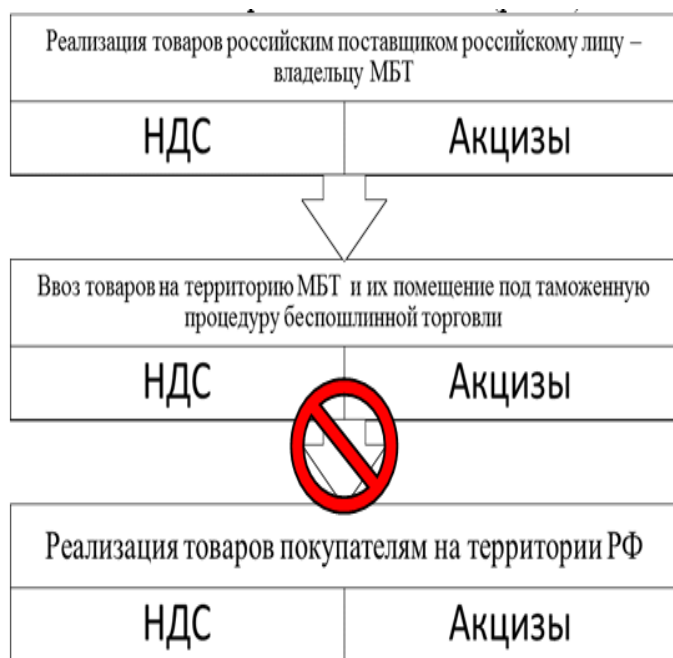 Реализация товаров российским поставщиком российскому лицу –
владельцу МБТ
НДС Акцизы
Ввоз товаров на территорию МБТ и их помещение под таможенную
процедуру беспошлинной торговли
НДС Акцизы
Реализация товаров покупателям на территории РФ
НДС Акцизы